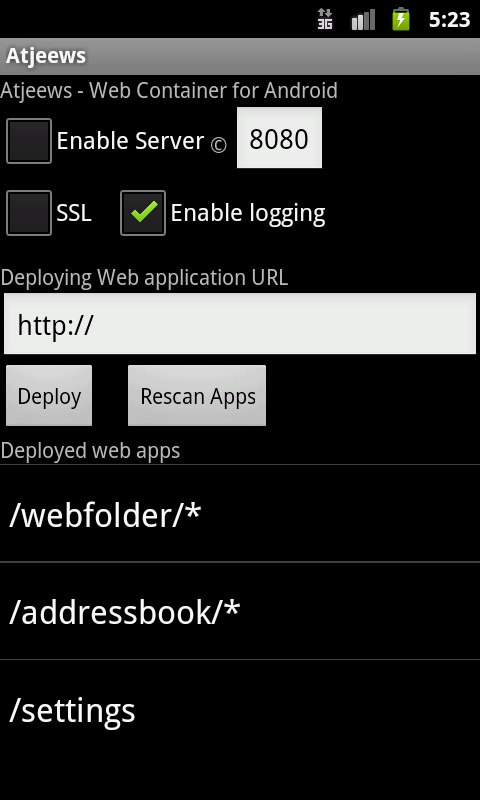 3G 5:23
Atjeews
Atjeews - Web Container for Android
Enable Server © 8080
SSL Enable logging
Deploying Web application URL
http://
Deploy Rescan Apps
Deployed web apps
/webfolder/*
/addressbook/*
/settings